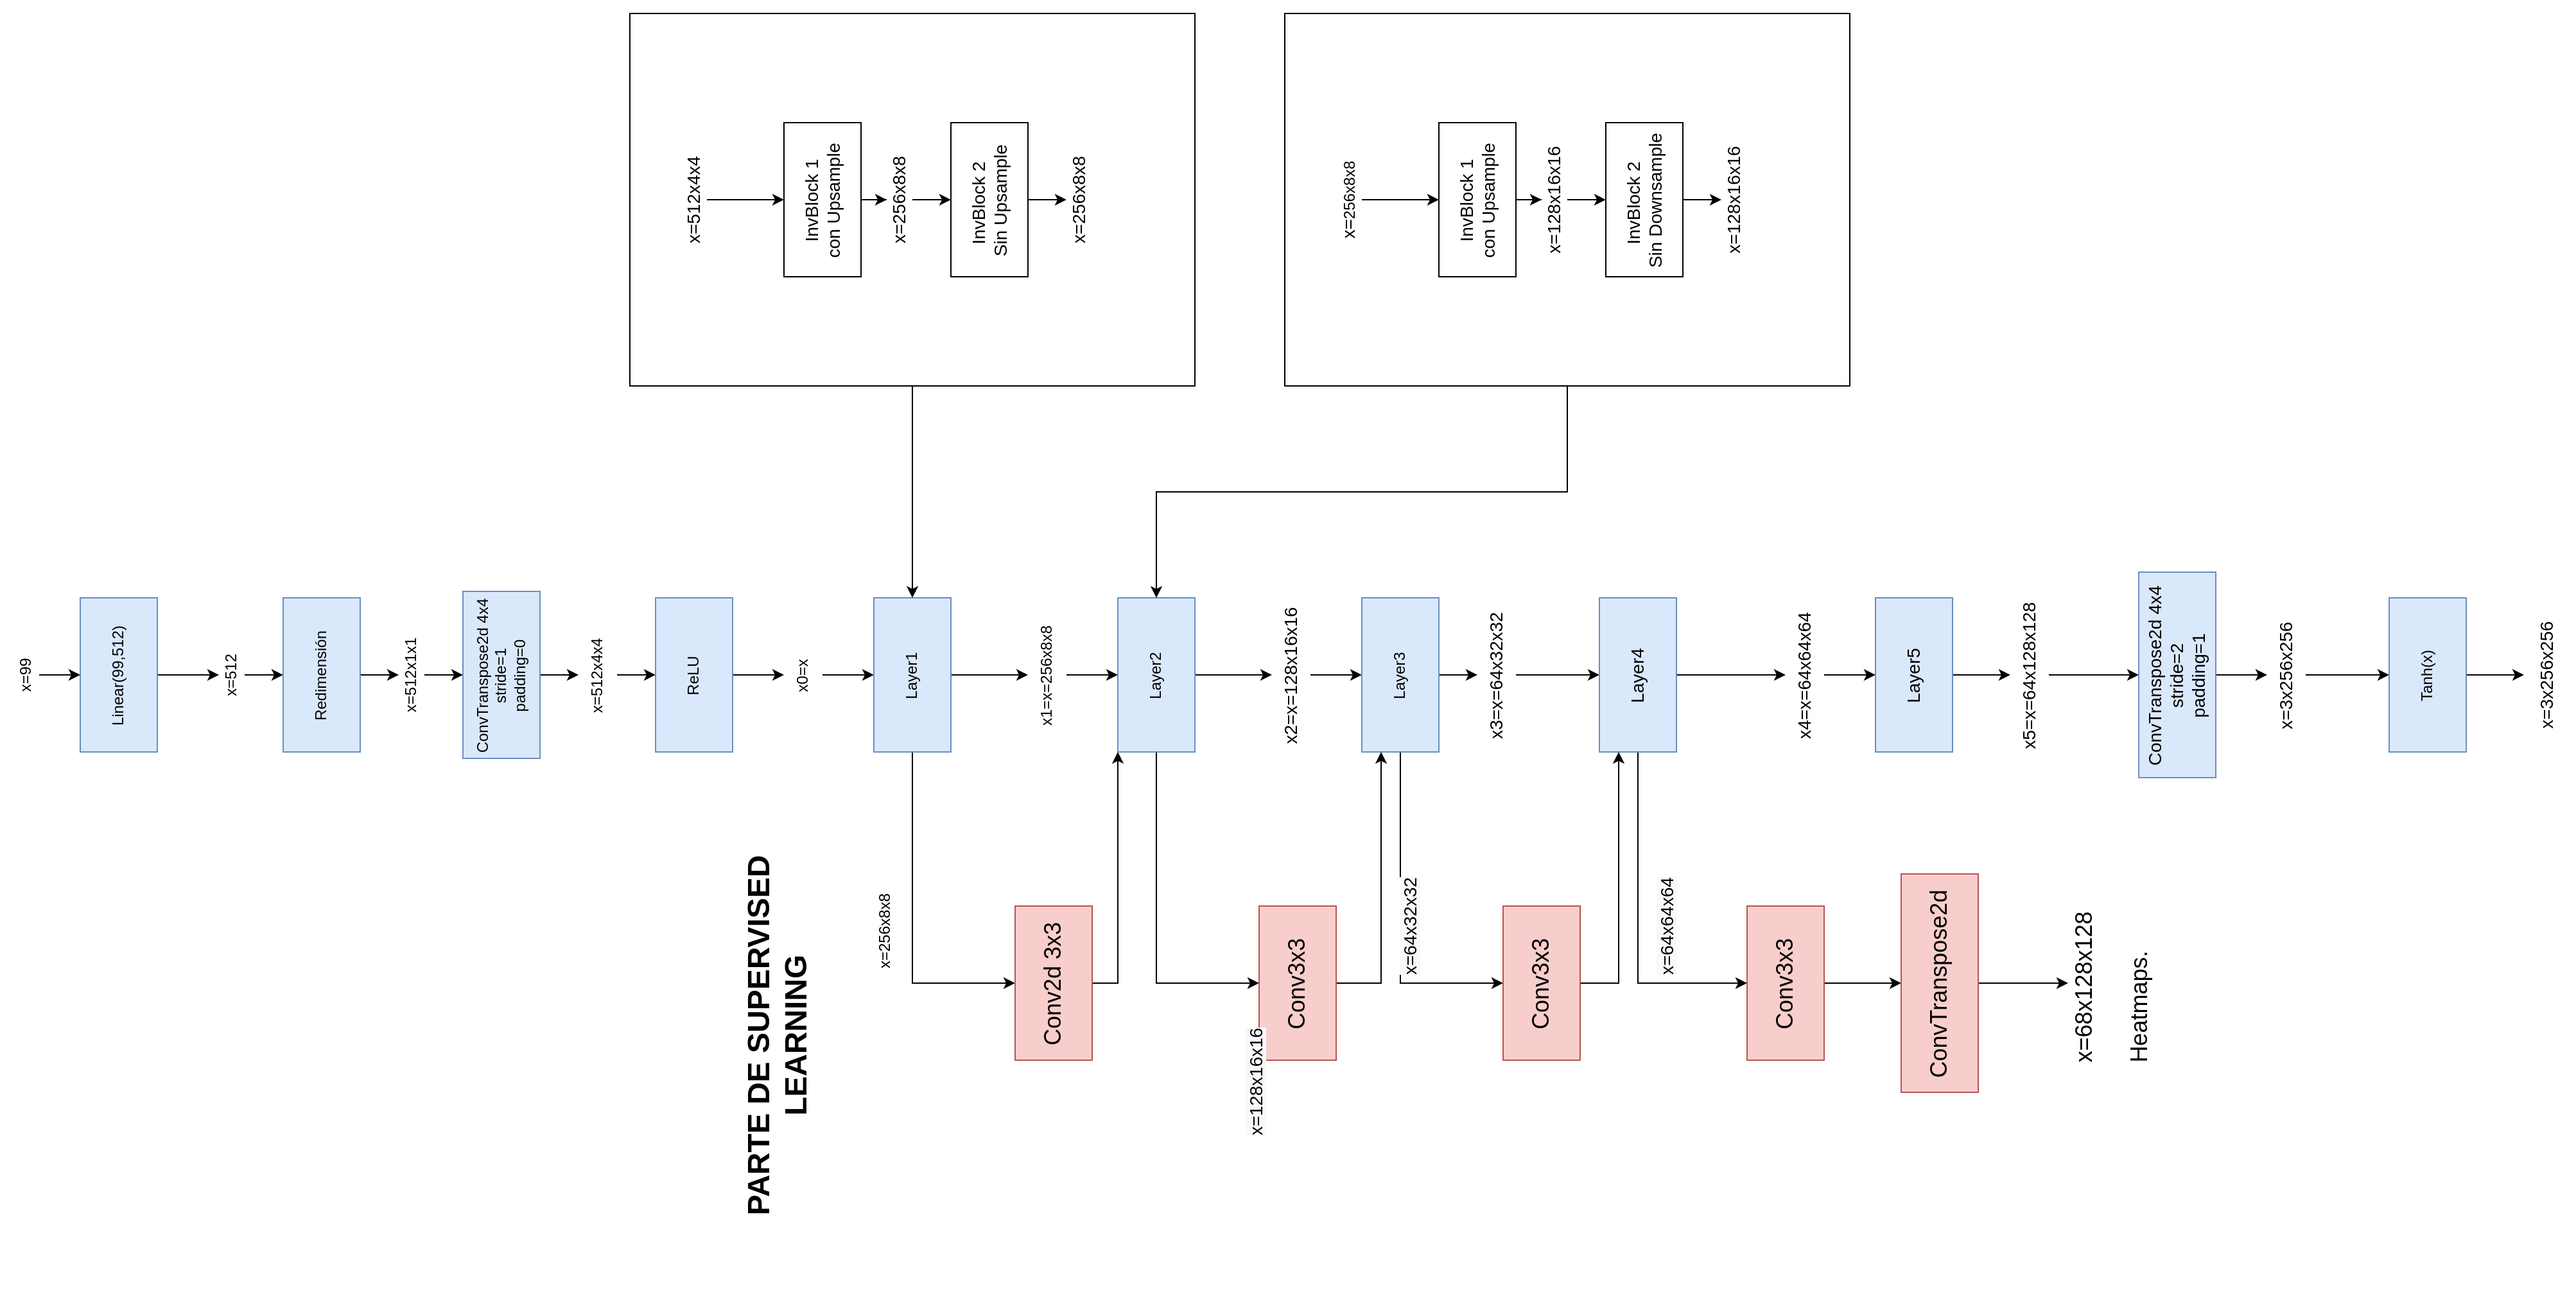 x=512x4x4
InvBlock 1
con Upsample
x=256x8x8
InvBlock 2
Sin Upsample
x=256x8x8
x=256x8x8
InvBlock 1
con Upsample
x=128x16x16
InvBlock 2
Sin Downsample
x=128x16x16
x=99
Linear(99,512)
x=512
Redimensión
x=512x1x1
ConvTranspose2d 4x4
stride=1
padding=0
x=512x4x4
ReLU
x0=x
Layer1
x1=x=256x8x8
Layer2
x2=x=128x16x16
Layer3
x3=x=64x32x32
Layer4
x4=x=64x64x64
Layer5
x5=x=64x128x128
ConvTranspose2d 4x4
stride=2
padding=1
x=3x256x256
Tanh(x)
x=3x256x256
PARTE DE SUPERVISED
LEARNING
x=256x8x8
Conv2d 3x3
x=128x16x16
Conv3x3
x=64x32x32
Conv3x3
x=64x64x64
Conv3x3
ConvTranspose2d
x=68x128x128
Heatmaps.